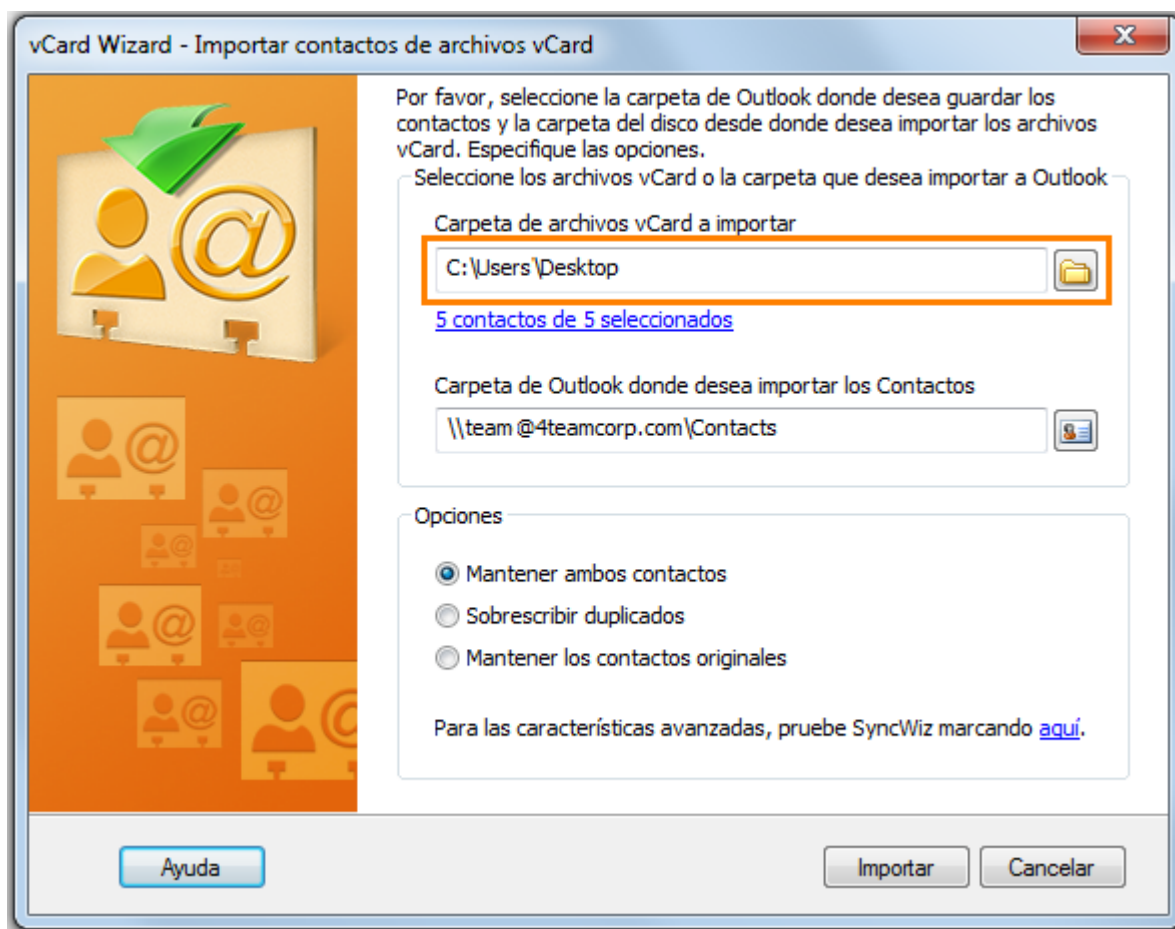 vCard Wizard - Importar contactos de archivos vCard
Por favor, seleccione la carpeta de Outlook donde desea guardar los
contactos y la carpeta del disco desde donde desea importar los archivos
vCard. Especifique las opciones.
Seleccione los archivos vCard o la carpeta que desea importar a Outlook
Carpeta de archivos vCard a importar
C:\Users\Desktop
5 contactos de 5 seleccionados
Carpeta de Outlook donde desea importar los Contactos
\\team@4teamcorp.com\Contacts
Opciones
Mantener ambos contactos
Sobrescribir duplicados
Mantener los contactos originales
Para las características avanzadas, pruebe SyncWiz marcando aquí.
Ayuda
Importar
Cancelar